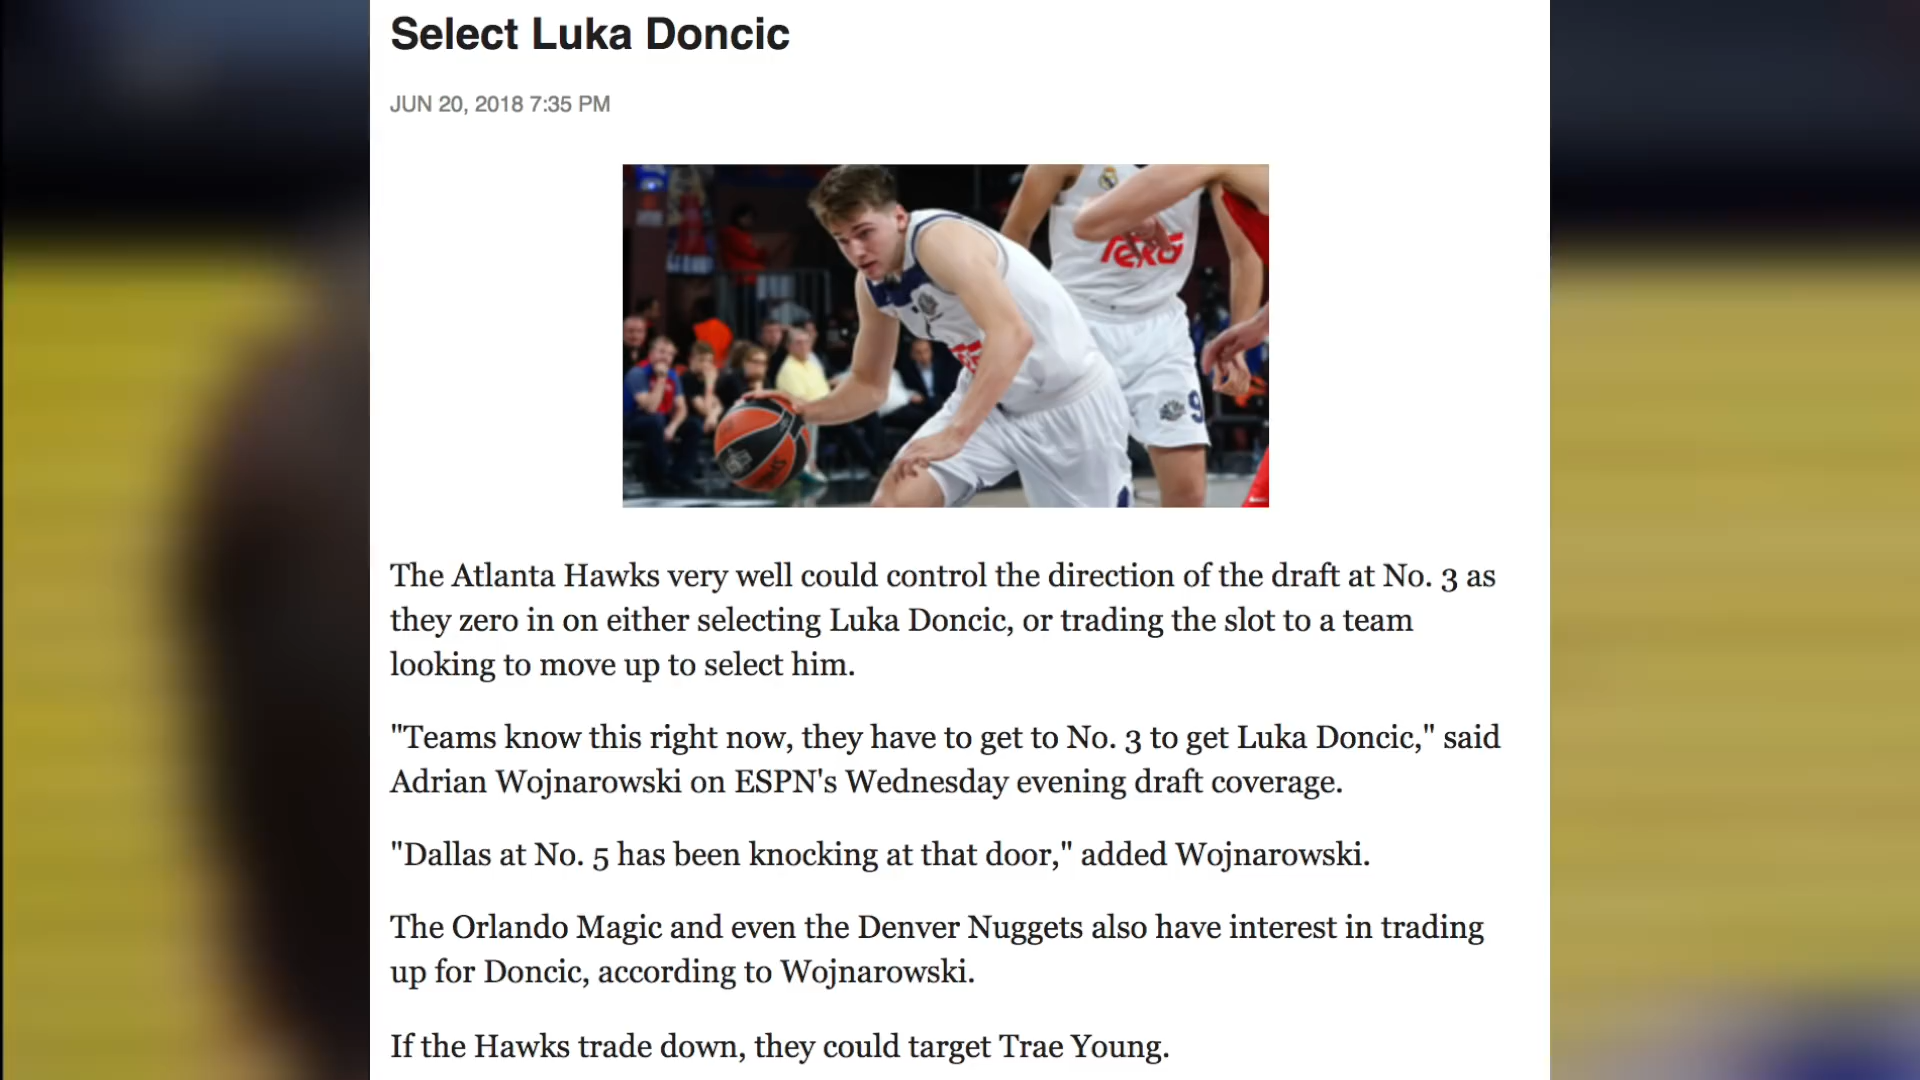 Select Luka Doncic
JUN 20, 2018 7:35 PM
9
The Atlanta Hawks very well could control the direction of the draft at No. 3 as
they zero in on either selecting Luka Doncic, or trading the slot to a team
looking to move up to select him.
"Teams know this right now, they have to get to No. 3 to get Luka Doncic," said
Adrian Wojnarowski on ESPN's Wednesday evening draft coverage.
"Dallas at No. 5 has been knocking at that door," added Wojnarowski.
The Orlando Magic and even the Denver Nuggets also have interest in trading
up for Doncic, according to Wojnarowski.
If the Hawks trade down, they could target Trae Young.